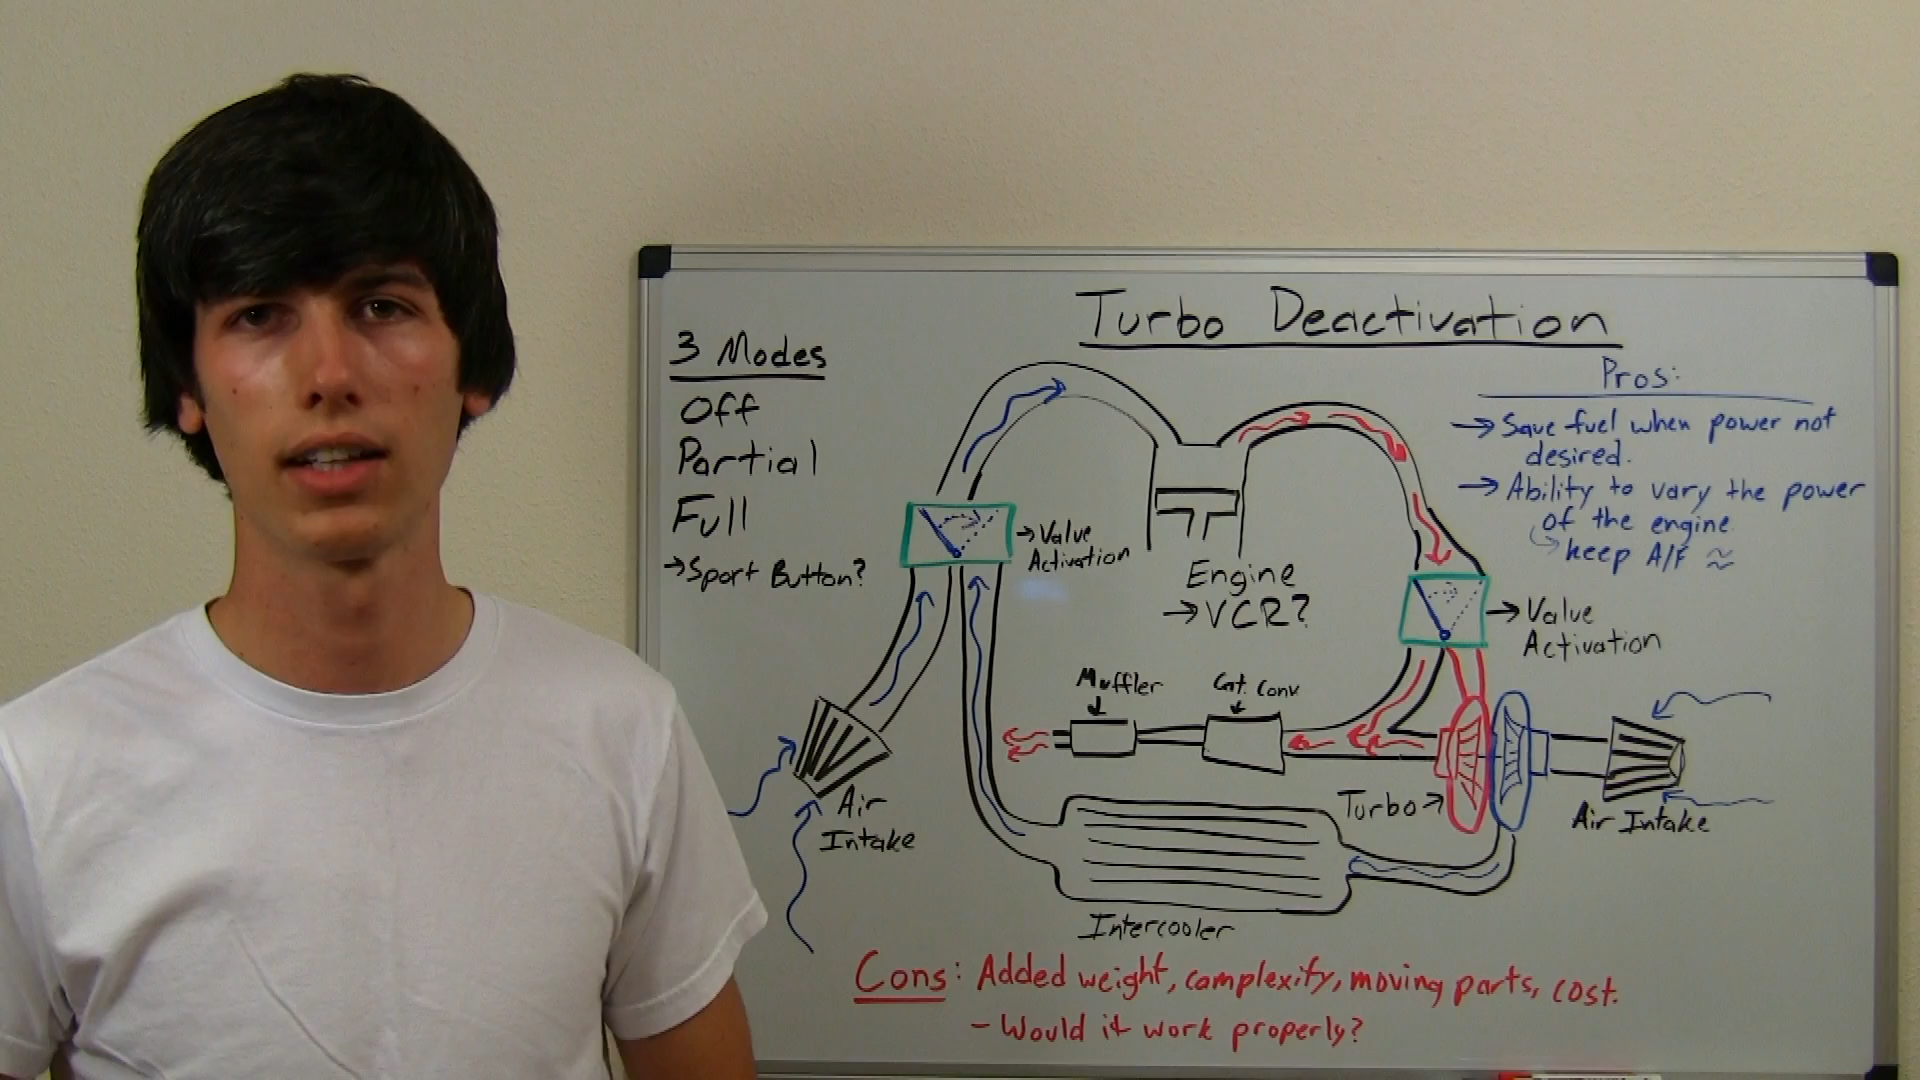 Turbo Deactivation
3 Modes
Off
Partial
Full
→Sport Button?
Pros:
→ Save fuel when power not
desired.
→ Ability to vary the power
of the engine
keep A/F ≈
→Valve
Activation
Engine
→VCR?
→Valve
Activation
Muffler
Cat. Conv
Turbo→
Air
Intake
Air Intake
Intercooler
Cons: Added weight, complexity, moving parts, cost.
- Would it work properly?